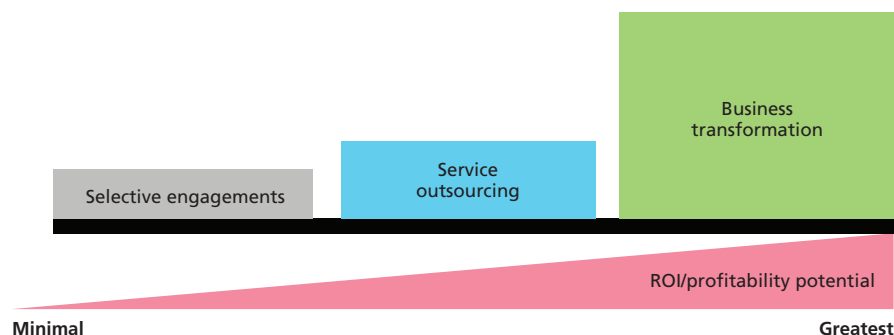 Business
transformation
Service
outsourcing
Selective engagements
ROI/profitability potential
Minimal
Greatest